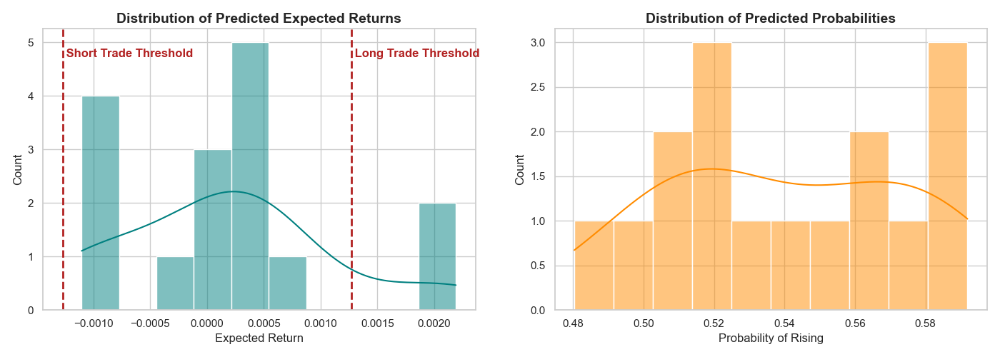 Distribution of Predicted Expected Returns
Short Trade Threshold
Long Trade Threshold
Count
5
4
3
2
1
0
−0.0010 −0.0005 0.0000 0.0005 0.0010 0.0015 0.0020
Expected Return
Distribution of Predicted Probabilities
Count
3.0
2.5
2.0
1.5
1.0
0.5
0.0
0.48 0.50 0.52 0.54 0.56 0.58
Probability of Rising